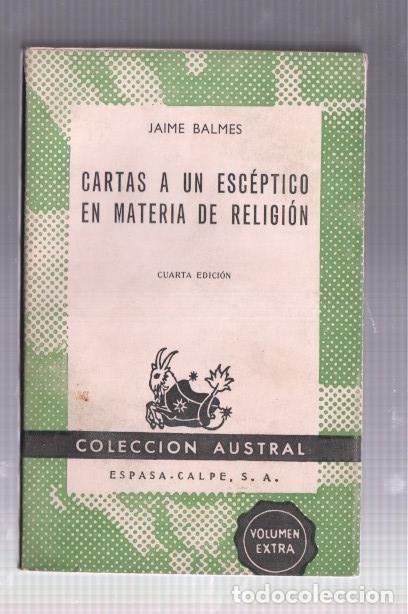 JAIME BALMES
CARTAS A UN ESCÉPTICO
EN MATERIA DE RELIGIÓN
CUARTA EDICIÓN
COLECCION AUSTRAL
ESPASA-CALPE, S. A.
VOLUMEN
EXTRA
todocoleccion